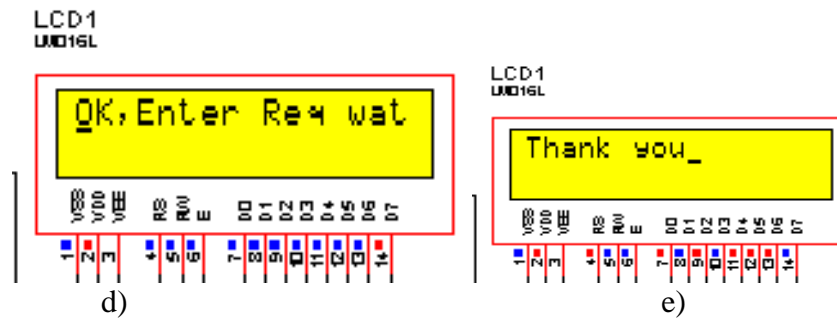 LCD1
LM016L
OK,Enter Req wat
VSS VDD VEE RS RW E D0 D1 D2 D3 D4 D5 D6 D7
1 2 3 4 5 6 7 8 9 10 11 12 13 14
d)
LCD1
LM016L
Thank you_
VSS VDD VEE RS RW E D0 D1 D2 D3 D4 D5 D6 D7
1 2 3 4 5 6 7 8 9 10 11 12 13 14
e)